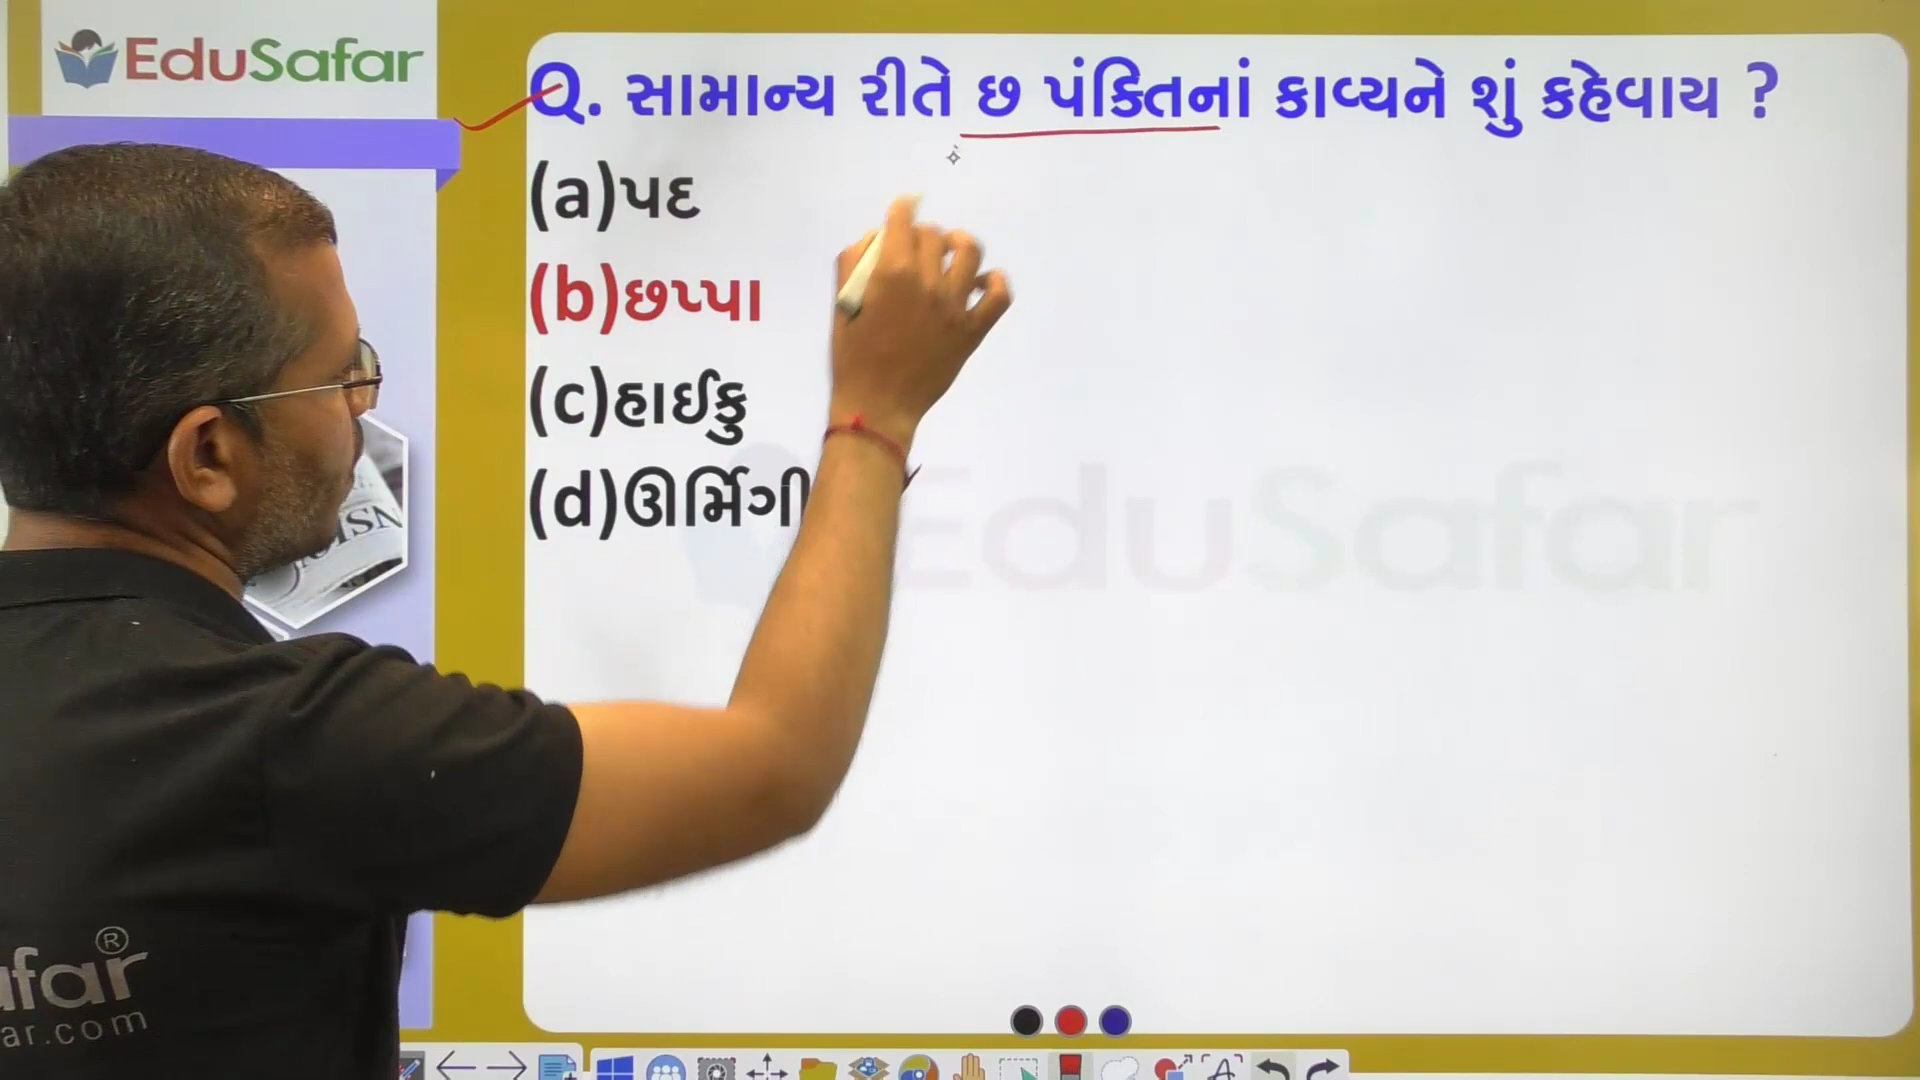 EduSafar
Q. સામાન્ય રીતે છ પંક્તિનાં કાવ્યને શું કહેવાય ?
(a)પદ
(b)છપ્પા
(c)હાઈકુ
(d)ઊર્મિગી
EduSafar
afar®
ar.com